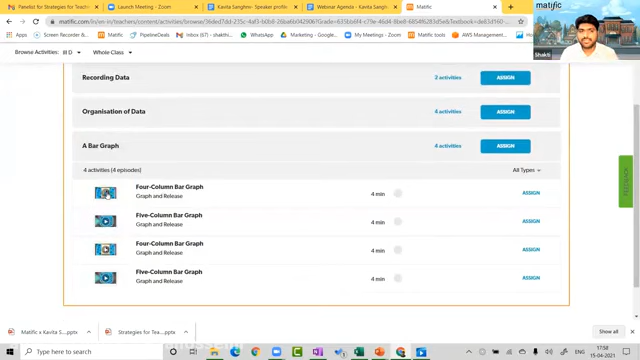 Panelist for Strategies for Teac
Launch Meeting - Zoom
Kavita Sanghvi - Speaker profile
Webinar Agenda - Kavita Sangh
Matific
matific.com/in/en-in/teachers/content/activities/browse/
Apps
Screen Recorder &
PipelineDeals
Inbox (67) - shakti@
WhatsApp
My Meetings - Zoom
Matific tools
AWS Management
Browse Activities:
III D
Whole Class
matific
Shakti
Recording Data
2 activities
ASSIGN
Organisation of Data
4 activities
ASSIGN
A Bar Graph
4 activities
ASSIGN
4 activities (4 episodes)
All Types
Four-Column Bar Graph
Graph and Release
4 min
ASSIGN
Five-Column Bar Graph
Graph and Release
4 min
ASSIGN
Four-Column Bar Graph
Graph and Release
4 min
ASSIGN
Five-Column Bar Graph
Graph and Release
4 min
ASSIGN
Matific x Kavita S....pptx
Strategies for Tea....pptx
Show all
Type here to search
ENG
17:58
15-04-2021